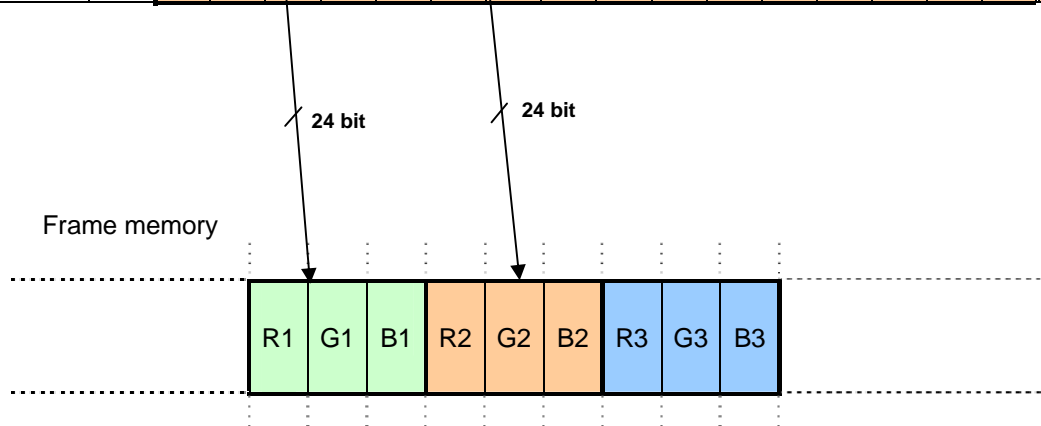 24 bit
24 bit
Frame memory
R1 G1 B1 R2 G2 B2 R3 G3 B3